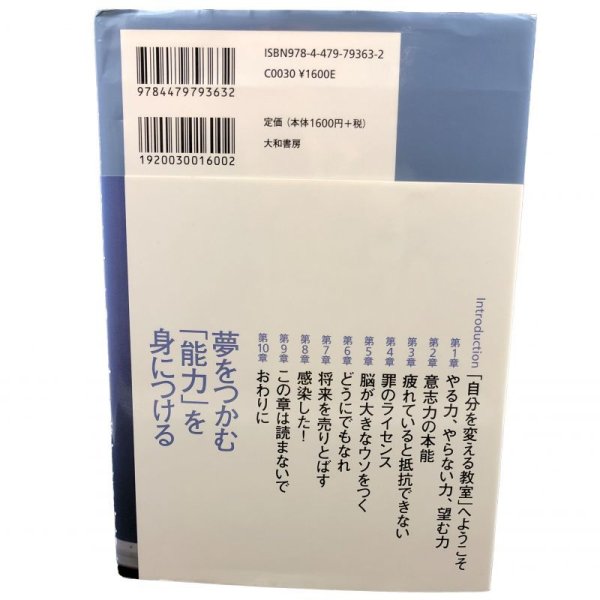 ISBN978-4-479-79363-2
C0030 ¥1600E
定価（本体1600円＋税）
大和書房
9784479793632
1920030016002
Introduction 「自分を変える教室」へようこそ
第1章 やる力、やらない力、望む力
第2章 意志力の本能
第3章 疲れていると抵抗できない
第4章 罪のライセンス
第5章 脳が大きなウソをつく
第6章 どうにでもなれ
第7章 将来を売りとばす
第8章 感染した！
第9章 この章は読まないで
第10章 おわりに
夢をつかむ
「能力」を
身につける